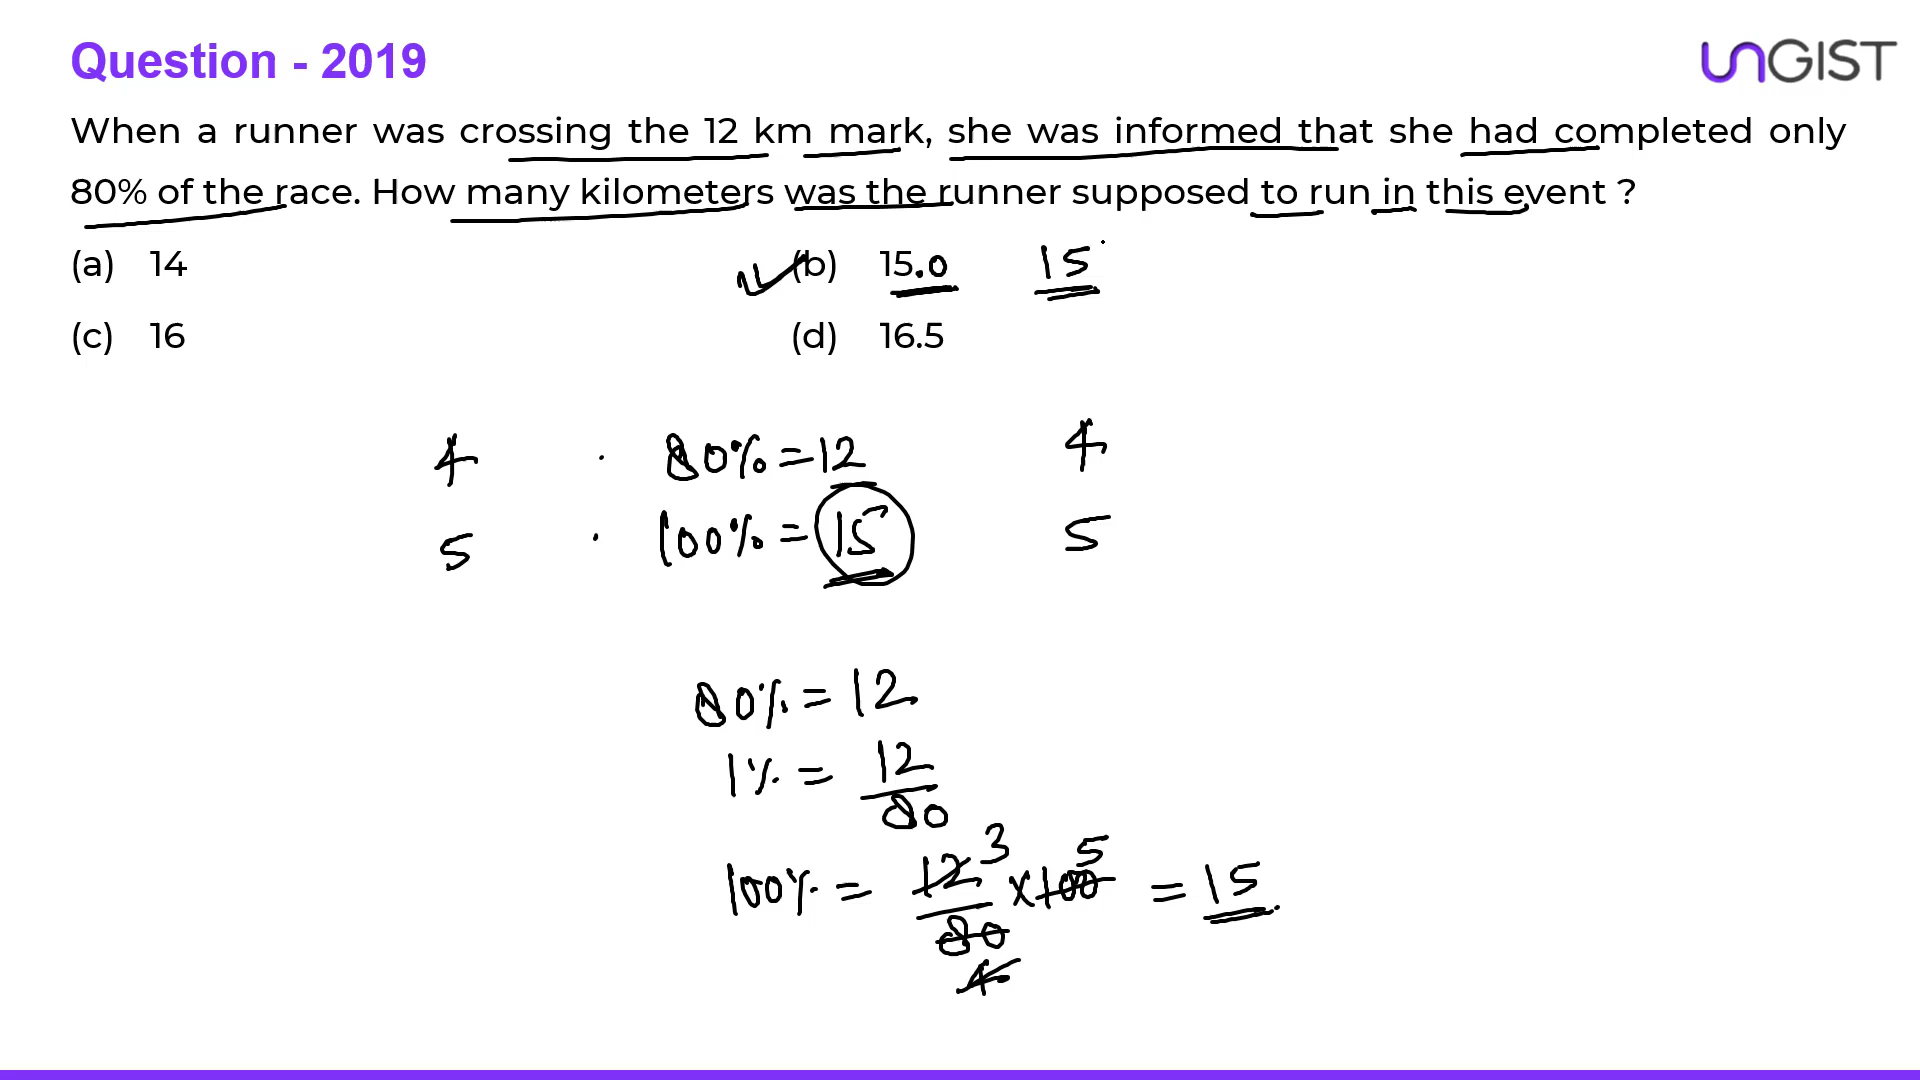 Question - 2019
UNGIST
When a runner was crossing the 12 km mark, she was informed that she had completed only
80% of the race. How many kilometers was the runner supposed to run in this event ?
(a) 14
(b) 15.0 15
(c) 16
(d) 16.5
4 80% = 12 4
5 100% = 15 5
80% = 12
1% = 12/80
100% = 12/80 × 100 = 15
3 5
4